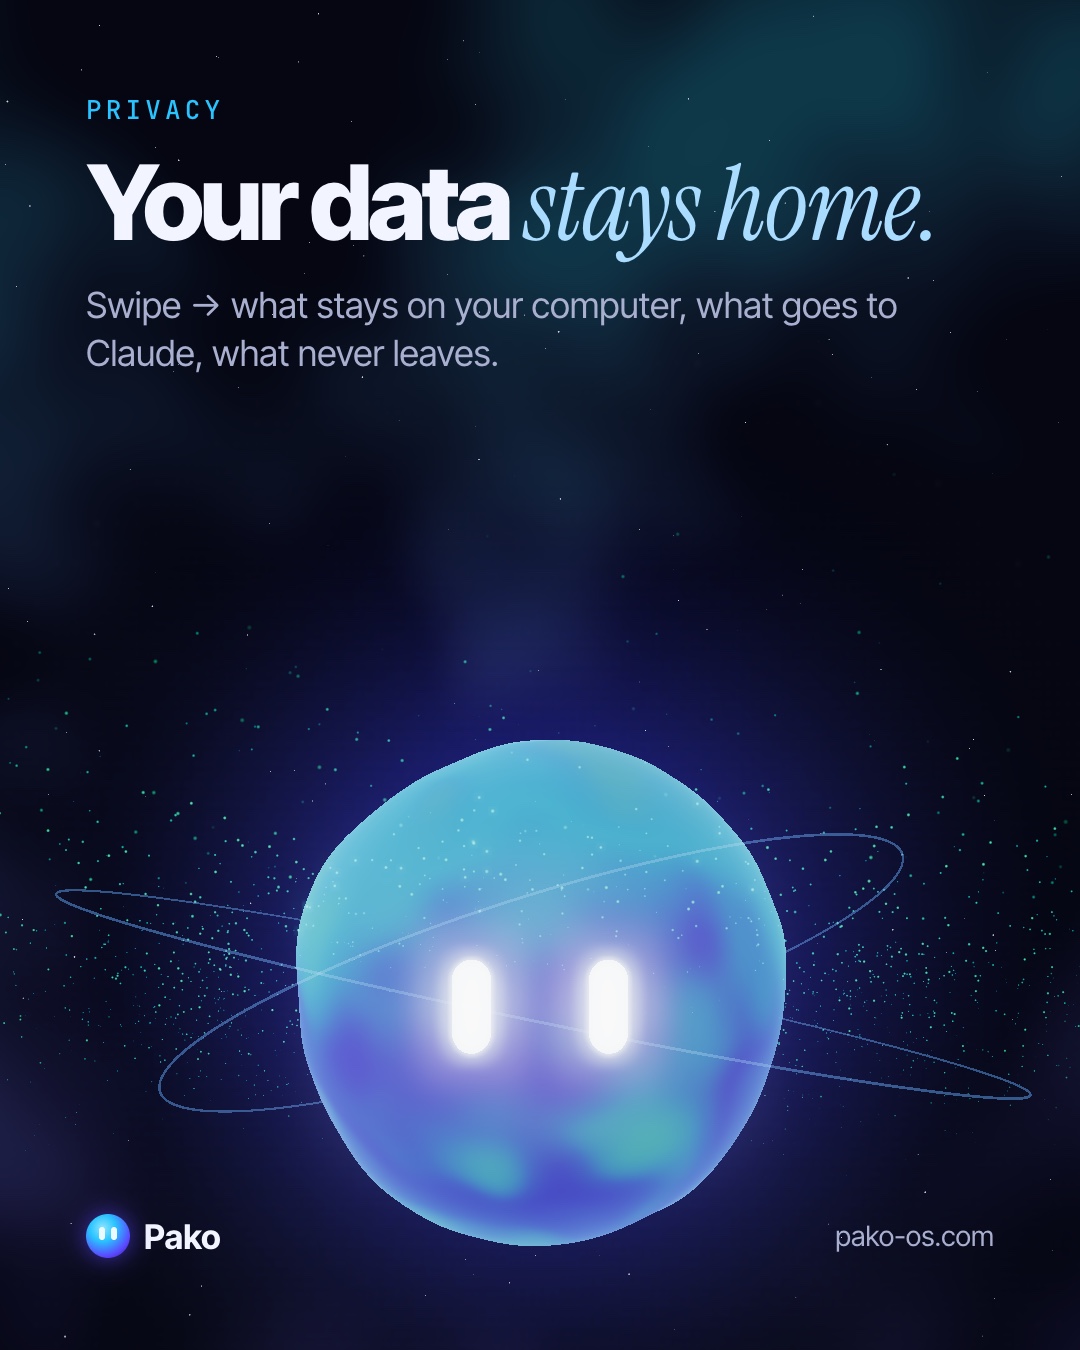 PRIVACY
Your data stays home.
Swipe → what stays on your computer, what goes to
Claude, what never leaves.
Pako
pako-os.com